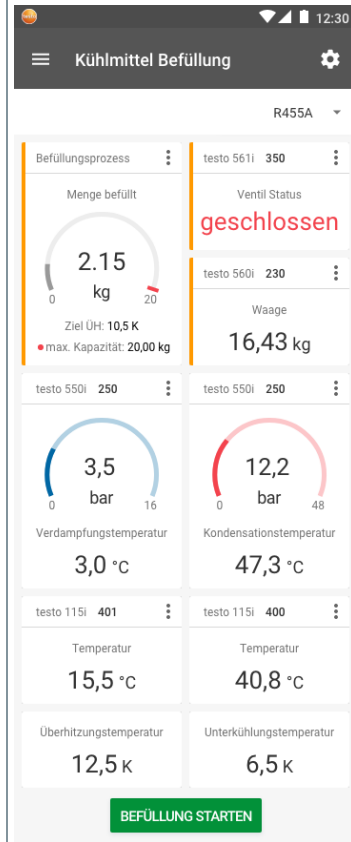 12:30
Kühlmittel Befüllung
R455A
Befüllungsprozess
Menge befüllt
2.15
kg
0 20
Ziel ÜH: 10,5 K
max. Kapazität: 20,00 kg
testo 561i 350
Ventil Status
geschlossen
testo 560i 230
Waage
16,43 kg
testo 550i 250
3,5
bar
0 16
Verdampfungstemperatur
3,0 °C
testo 550i 250
12,2
bar
0 48
Kondensationstemperatur
47,3 °C
testo 115i 401
Temperatur
15,5 °C
testo 115i 400
Temperatur
40,8 °C
Überhitzungstemperatur
12,5 K
Unterkühlungstemperatur
6,5 K
BEFÜLLUNG STARTEN